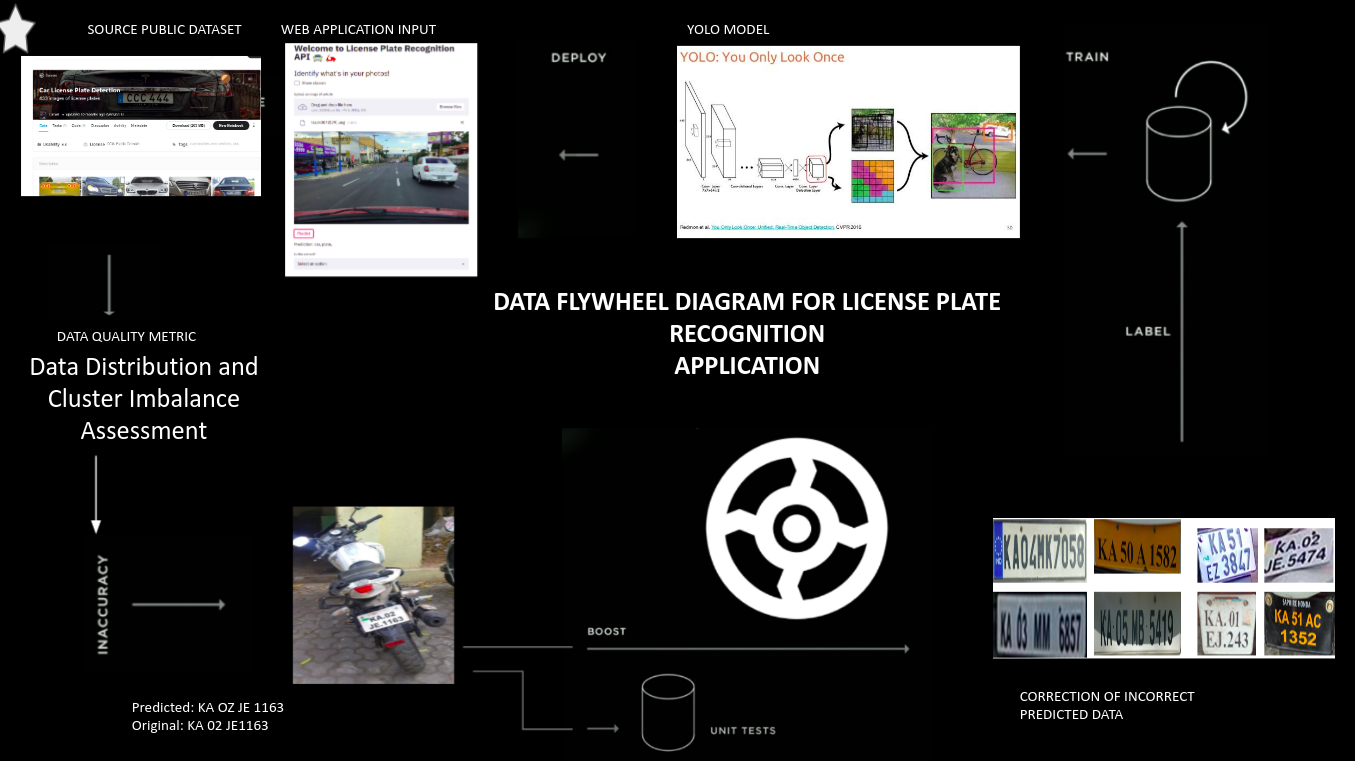 SOURCE PUBLIC DATASET
WEB APPLICATION INPUT
YOLO MODEL
DEPLOY
TRAIN
Car License Plate Detection
433 images of license plates
CCC 444
Welcome to License Plate Recognition
API
Identify what's in your photos!
Predict
YOLO: You Only Look Once
Redmon et al. You Only Look Once: Unified, Real-Time Object Detection, CVPR 2016
DATA FLYWHEEL DIAGRAM FOR LICENSE PLATE
RECOGNITION
APPLICATION
LABEL
DATA QUALITY METRIC
Data Distribution and
Cluster Imbalance
Assessment
INACCURACY
KA.02
JE.1163
Predicted: KA OZ JE 1163
Original: KA 02 JE1163
BOOST
UNIT TESTS
KA04MK7058
KA 50 A 1582
KA 51
EZ 3847
KA.02
JE.5474
KA 03 MM 6857
KA 05 MB 5419
KA.01
EJ.243
SAPHIRE HONDA
KA 51 AC
1352
CORRECTION OF INCORRECT
PREDICTED DATA